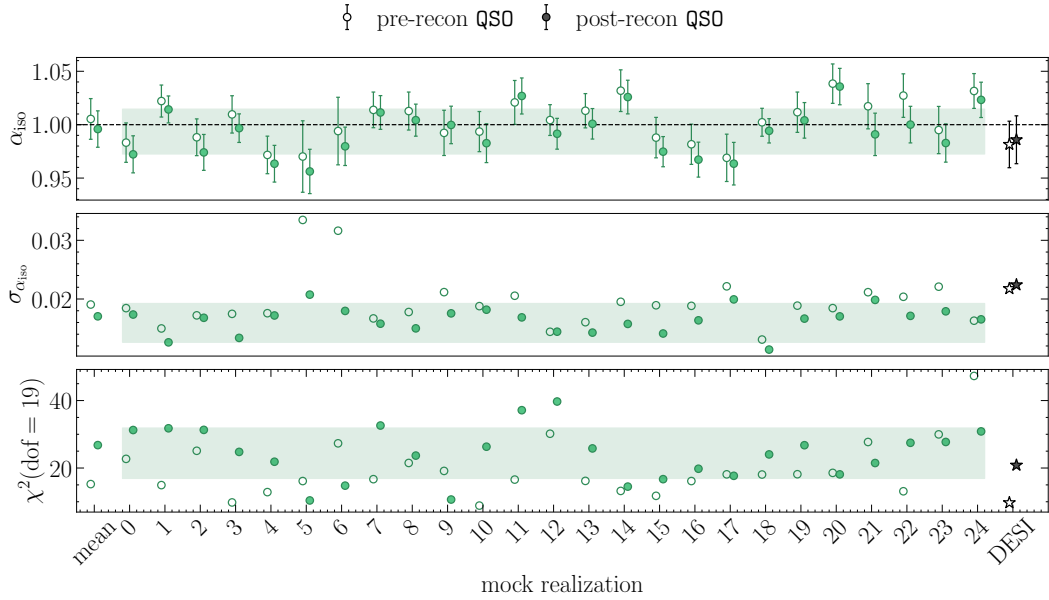 pre-recon QSO post-recon QSO
α_iso
1.05
1.00
0.95
σ_α_iso
0.03
0.02
χ²(dof = 19)
40
20
mean 0 1 2 3 4 5 6 7 8 9 10 11 12 13 14 15 16 17 18 19 20 21 22 23 24 DESI
mock realization